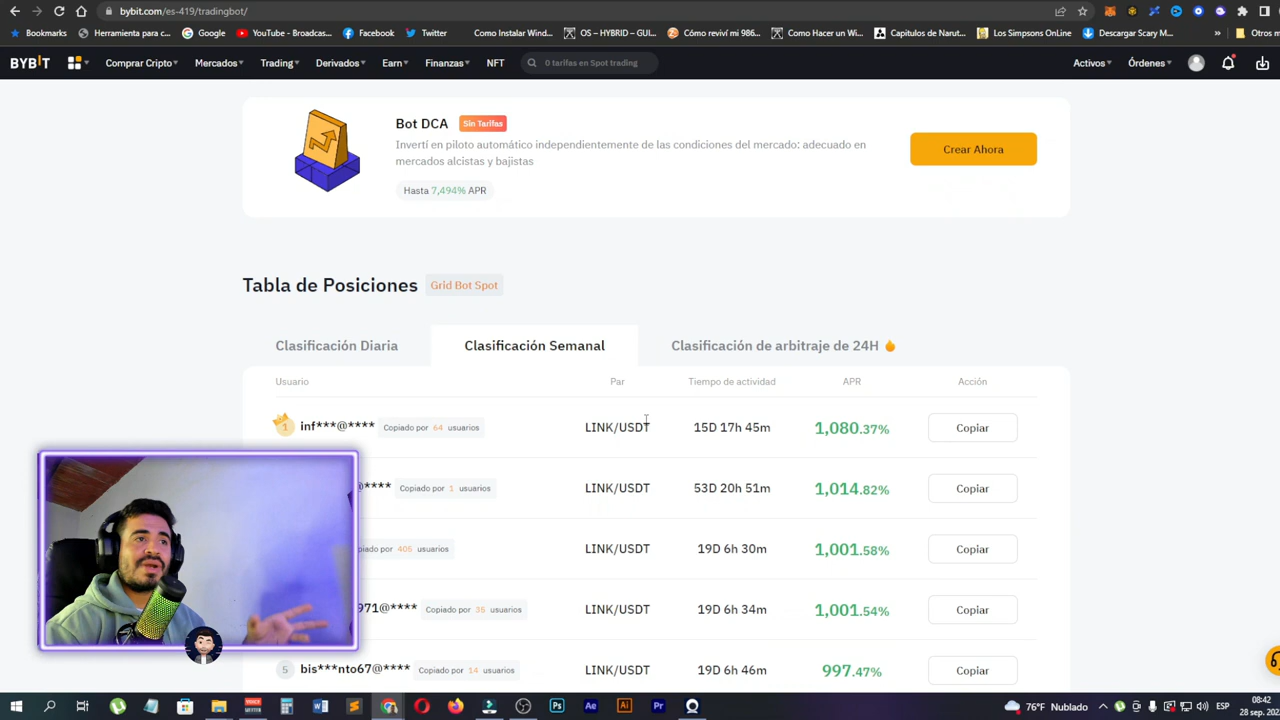 bybit.com/es-419/tradingbot/
Bookmarks
Herramienta para c...
Google
YouTube - Broadcas...
Facebook
Twitter
Como Instalar Wind...
OS – HYBRID – GUI...
Cómo reviví mi 986...
Como Hacer un Wi...
Capitulos de Narut...
Los Simpsons OnLine
Descargar Scary M...
»
Otros
BYBIT
Comprar Cripto
Mercados
Trading
Derivados
Earn
Finanzas
NFT
0 tarifas en Spot trading
Activos
Órdenes
Bot DCA
Sin Tarifas
Invertí en piloto automático independientemente de las condiciones del mercado: adecuado en
mercados alcistas y bajistas
Hasta 7,494% APR
Crear Ahora
Tabla de Posiciones
Grid Bot Spot
Clasificación Diaria
Clasificación Semanal
Clasificación de arbitraje de 24H
Usuario
Par
Tiempo de actividad
APR
Acción
1 inf***@**** Copiado por 64 usuarios LINK/USDT 15D 17h 45m 1,080.37% Copiar
@**** Copiado por 1 usuarios LINK/USDT 53D 20h 51m 1,014.82% Copiar
opiado por 405 usuarios LINK/USDT 19D 6h 30m 1,001.58% Copiar
971@**** Copiado por 35 usuarios LINK/USDT 19D 6h 34m 1,001.54% Copiar
5 bis***nto67@**** Copiado por 14 usuarios LINK/USDT 19D 6h 46m 997.47% Copiar
W
S
Ps
Ae
Ai
Pr
76°F Nublado
ESP
08:42
28 sep. 202